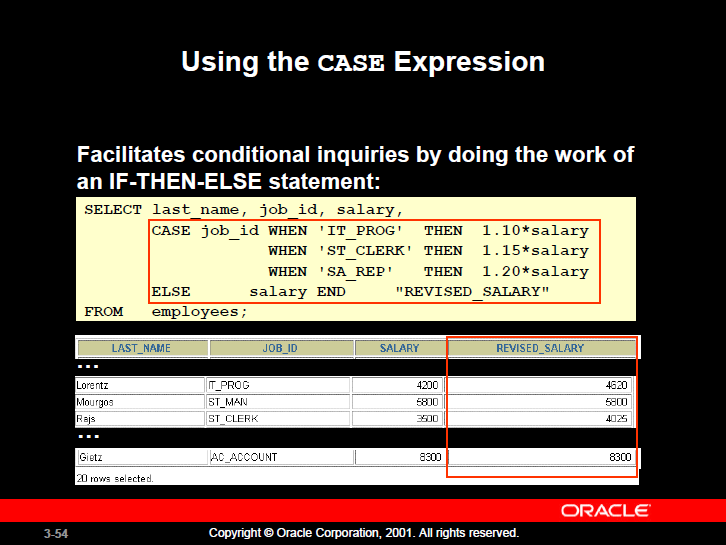 Using the CASE Expression
Facilitates conditional inquiries by doing the work of
an IF-THEN-ELSE statement:
SELECT last_name, job_id, salary,
CASE job_id WHEN 'IT_PROG' THEN 1.10*salary
WHEN 'ST_CLERK' THEN 1.15*salary
WHEN 'SA_REP' THEN 1.20*salary
ELSE salary END "REVISED_SALARY"
FROM employees;
LAST_NAME JOB_ID SALARY REVISED_SALARY
...
Lorentz IT_PROG 4200 4620
Mourgos ST_MAN 5800 5800
Rajs ST_CLERK 3500 4025
...
Gietz AC_ACCOUNT 8300 8300
20 rows selected.
ORACLE
3-54 Copyright © Oracle Corporation, 2001. All rights reserved.